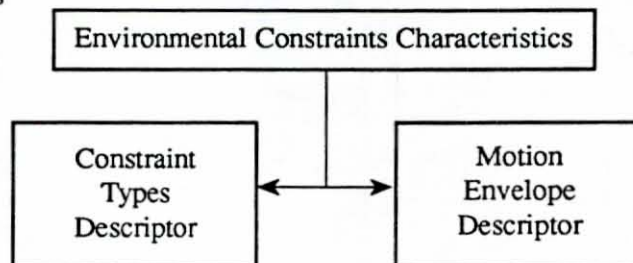 Environmental Constraints Characteristics
Constraint
Types
Descriptor
Motion
Envelope
Descriptor